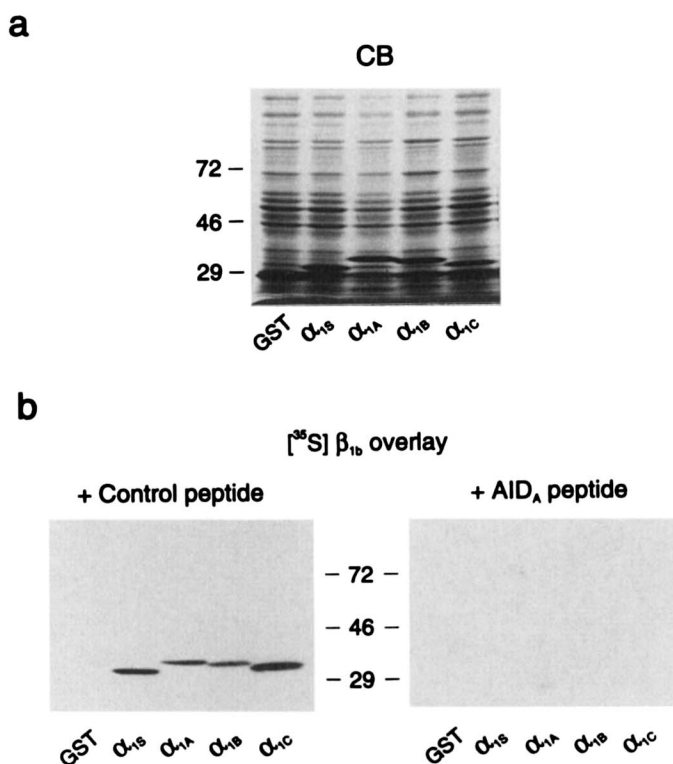 a
CB
72 –
46 –
29 –
GST α₁S α₁A α₁B α₁C
b
[³⁵S] β₁b overlay
+ Control peptide
+ AID_A peptide
– 72 –
– 46 –
– 29 –
GST α₁S α₁A α₁B α₁C
GST α₁S α₁A α₁B α₁C